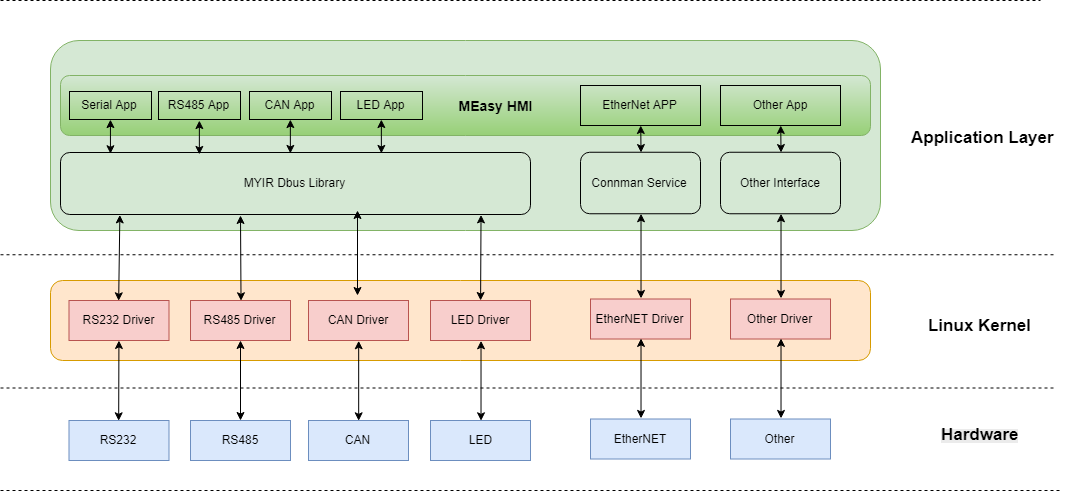 Serial App
RS485 App
CAN App
LED App
MEasy HMI
EtherNet APP
Other App
Application Layer
MYIR Dbus Library
Connman Service
Other Interface
RS232 Driver
RS485 Driver
CAN Driver
LED Driver
EtherNET Driver
Other Driver
Linux Kernel
RS232
RS485
CAN
LED
EtherNET
Other
Hardware